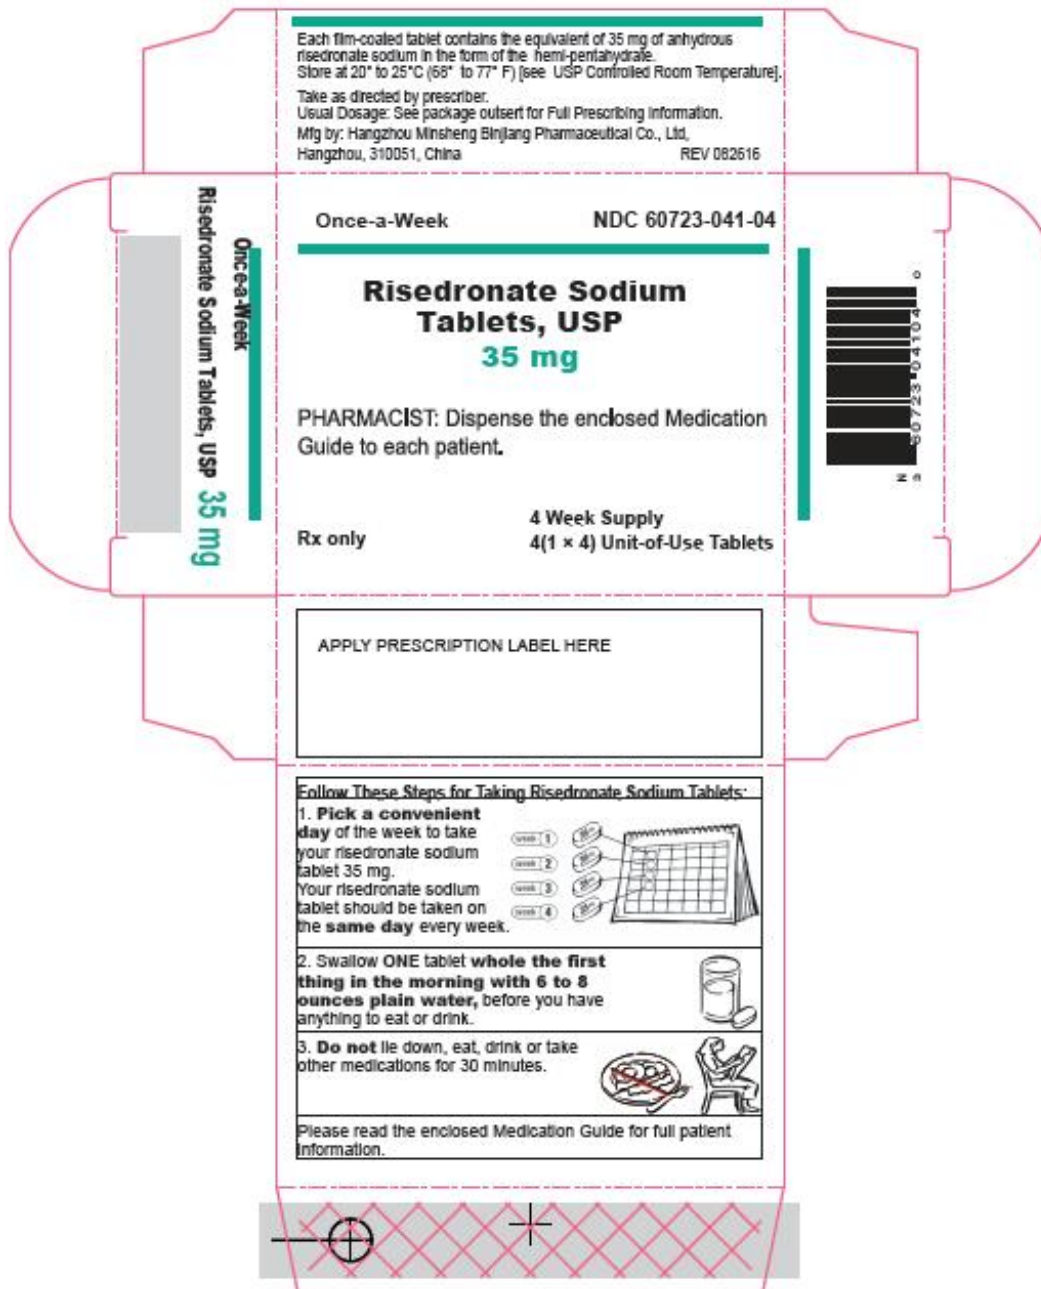 Each film-coated tablet contains the equivalent of 35 mg of anhydrous
risedronate sodium in the form of the hemi-pentahydrate.
Store at 20° to 25°C (68° to 77° F) [see USP Controlled Room Temperature].
Take as directed by prescriber.
Usual Dosage: See package outsert for Full Prescribing Information.
Mfg by: Hangzhou Minsheng Binjiang Pharmaceutical Co., Ltd,
Hangzhou, 310051, China REV 082616
Once-a-Week
Risedronate Sodium Tablets, USP 35 mg
Once-a-Week NDC 60723-041-04
Risedronate Sodium
Tablets, USP
35 mg
PHARMACIST: Dispense the enclosed Medication
Guide to each patient.
Rx only
4 Week Supply
4(1 × 4) Unit-of-Use Tablets
N
3 60723 04104 0
APPLY PRESCRIPTION LABEL HERE
Follow These Steps for Taking Risedronate Sodium Tablets:
1. Pick a convenient
day of the week to take
your risedronate sodium
tablet 35 mg.
Your risedronate sodium
tablet should be taken on
the same day every week.
week 1
week 2
week 3
week 4
2. Swallow ONE tablet whole the first
thing in the morning with 6 to 8
ounces plain water, before you have
anything to eat or drink.
3. Do not lie down, eat, drink or take
other medications for 30 minutes.
Please read the enclosed Medication Guide for full patient
information.